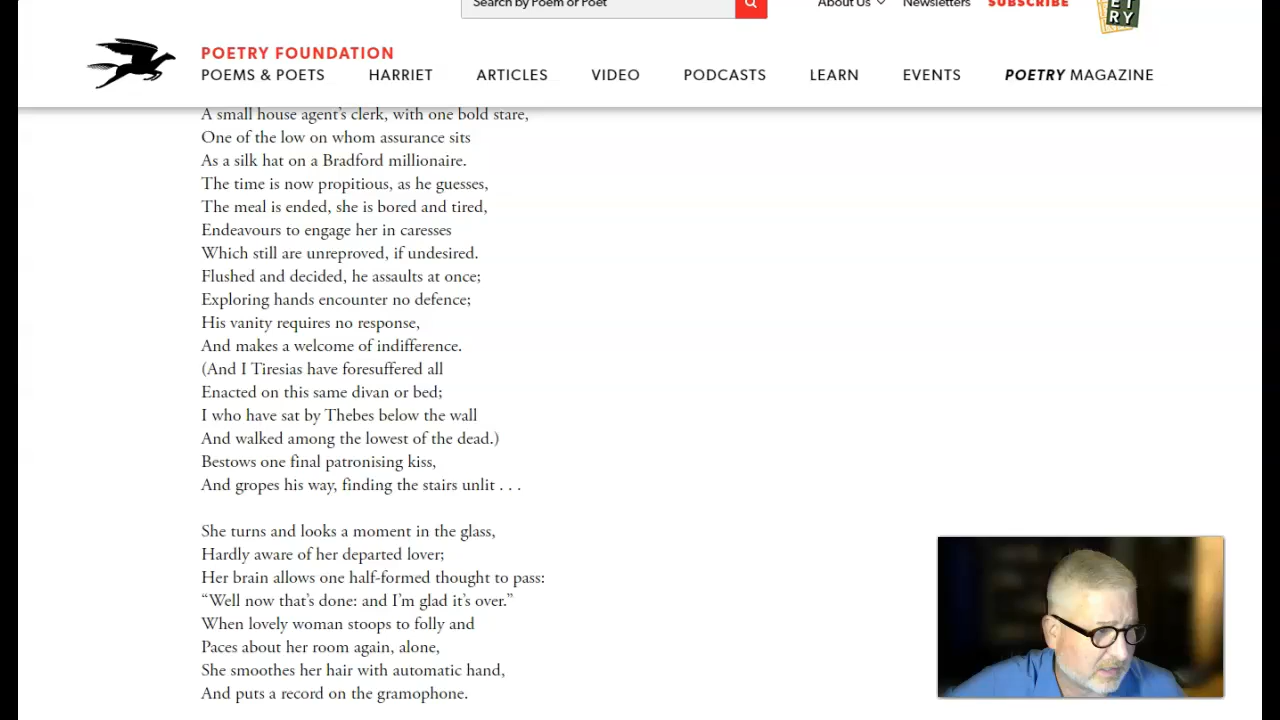 Search by Poem or Poet
About Us
Newsletters
SUBSCRIBE
ET
RY
POETRY FOUNDATION
POEMS & POETS
HARRIET
ARTICLES
VIDEO
PODCASTS
LEARN
EVENTS
POETRY MAGAZINE
A small house agent’s clerk, with one bold stare,
One of the low on whom assurance sits
As a silk hat on a Bradford millionaire.
The time is now propitious, as he guesses,
The meal is ended, she is bored and tired,
Endeavours to engage her in caresses
Which still are unreproved, if undesired.
Flushed and decided, he assaults at once;
Exploring hands encounter no defence;
His vanity requires no response,
And makes a welcome of indifference.
(And I Tiresias have foresuffered all
Enacted on this same divan or bed;
I who have sat by Thebes below the wall
And walked among the lowest of the dead.)
Bestows one final patronising kiss,
And gropes his way, finding the stairs unlit . . .
She turns and looks a moment in the glass,
Hardly aware of her departed lover;
Her brain allows one half-formed thought to pass:
“Well now that’s done: and I’m glad it’s over.”
When lovely woman stoops to folly and
Paces about her room again, alone,
She smoothes her hair with automatic hand,
And puts a record on the gramophone.